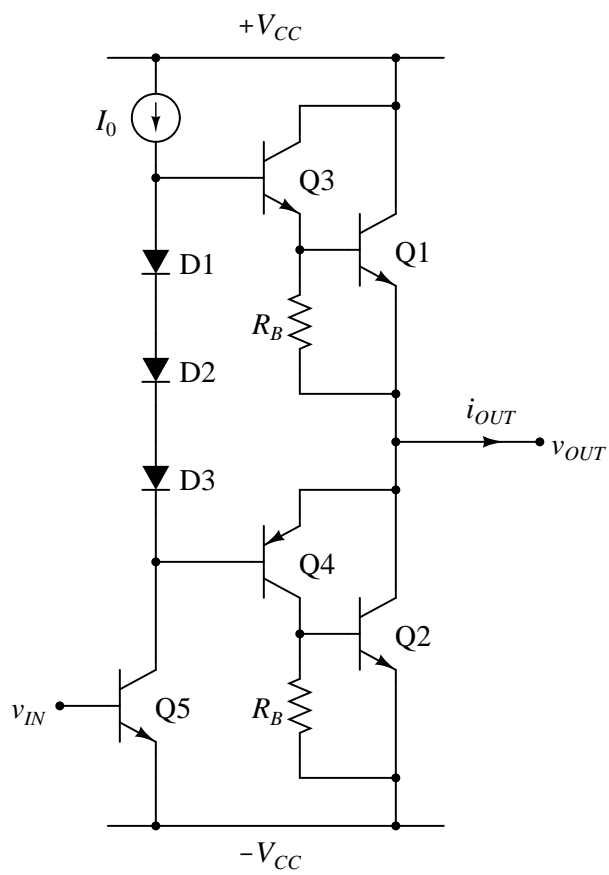 +V_CC
I_0
Q3
D1
Q1
R_B
D2
i_OUT
v_OUT
D3
Q4
Q2
v_IN
Q5
R_B
−V_CC